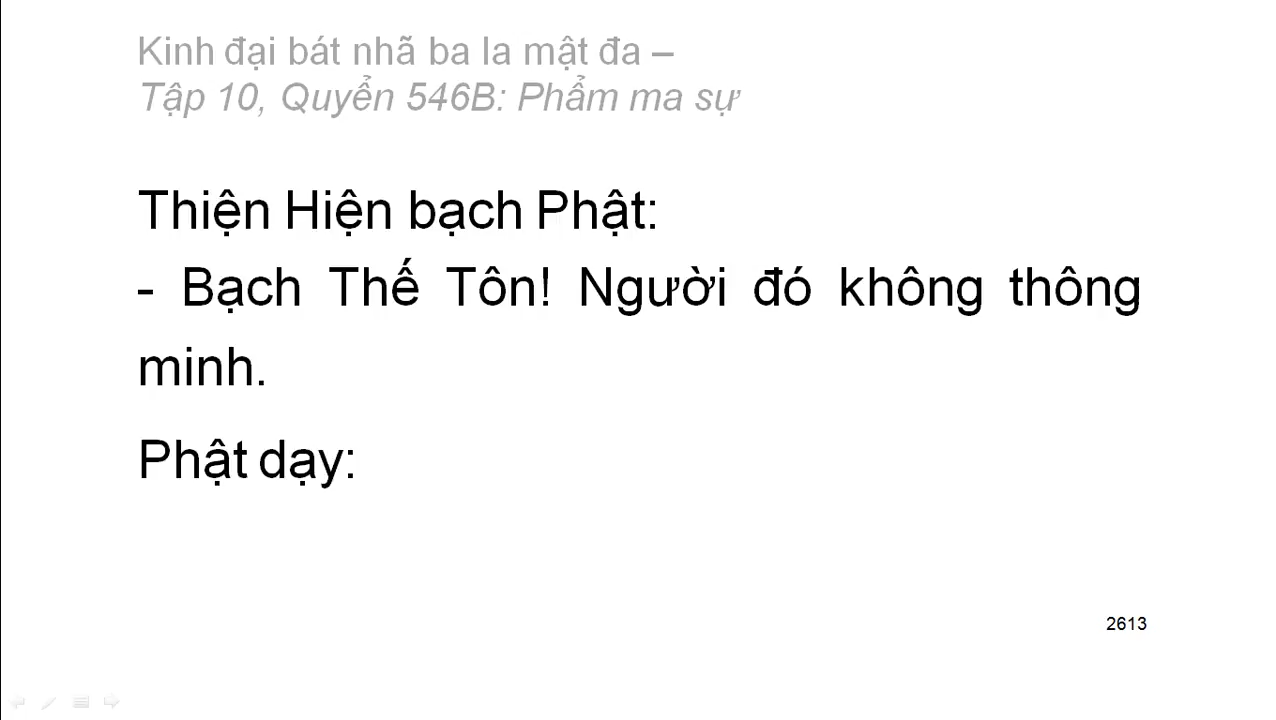 Kinh đại bát nhã ba la mật đa –
Tập 10, Quyển 546B: Phẩm ma sự
Thiện Hiện bạch Phật:
- Bạch Thế Tôn! Người đó không thông
minh.
Phật dạy:
2613